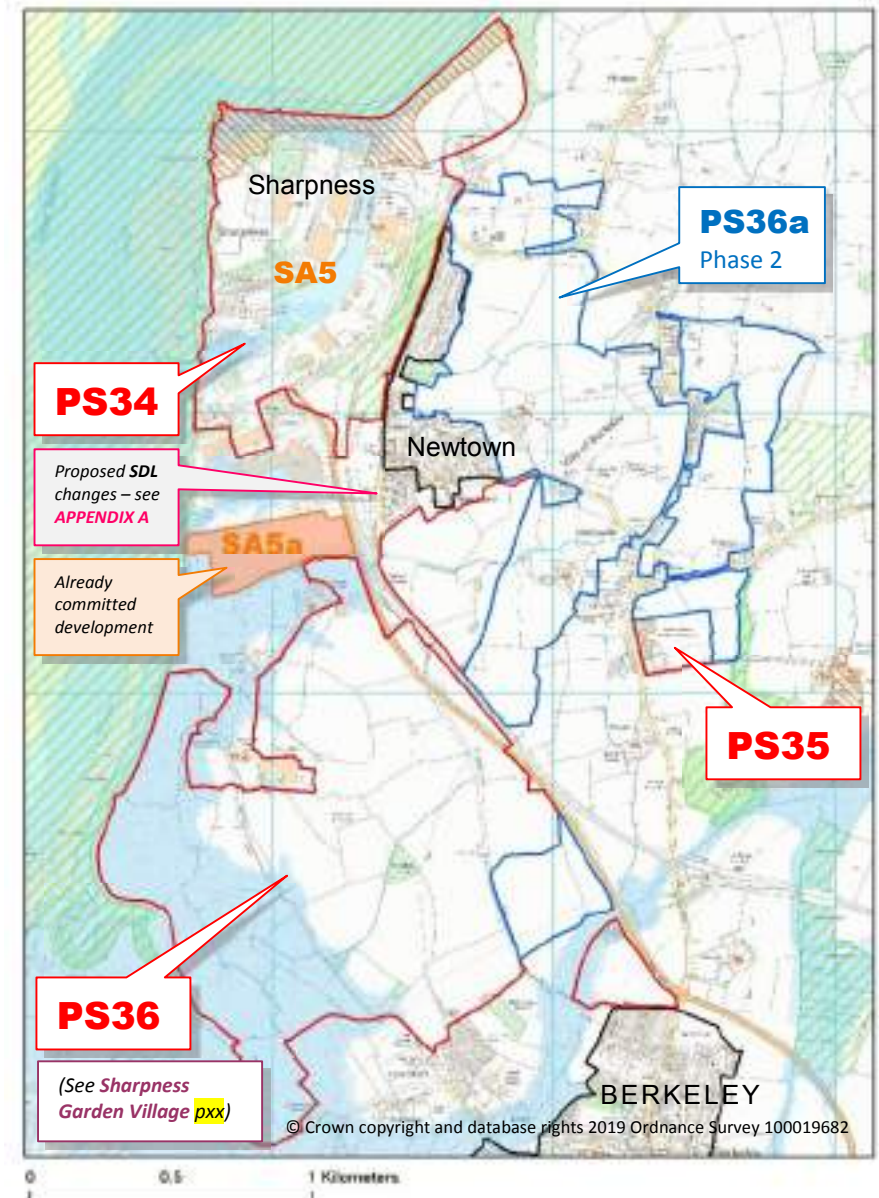 Sharpness
PS36a
Phase 2
SA5
PS34
Newtown
Proposed SDL
changes – see
APPENDIX A
SA5a
Already
committed
development
PS35
PS36
(See Sharpness
Garden Village pxx)
BERKELEY
© Crown copyright and database rights 2019 Ordnance Survey 100019682
0 0.5 1 Kilometers